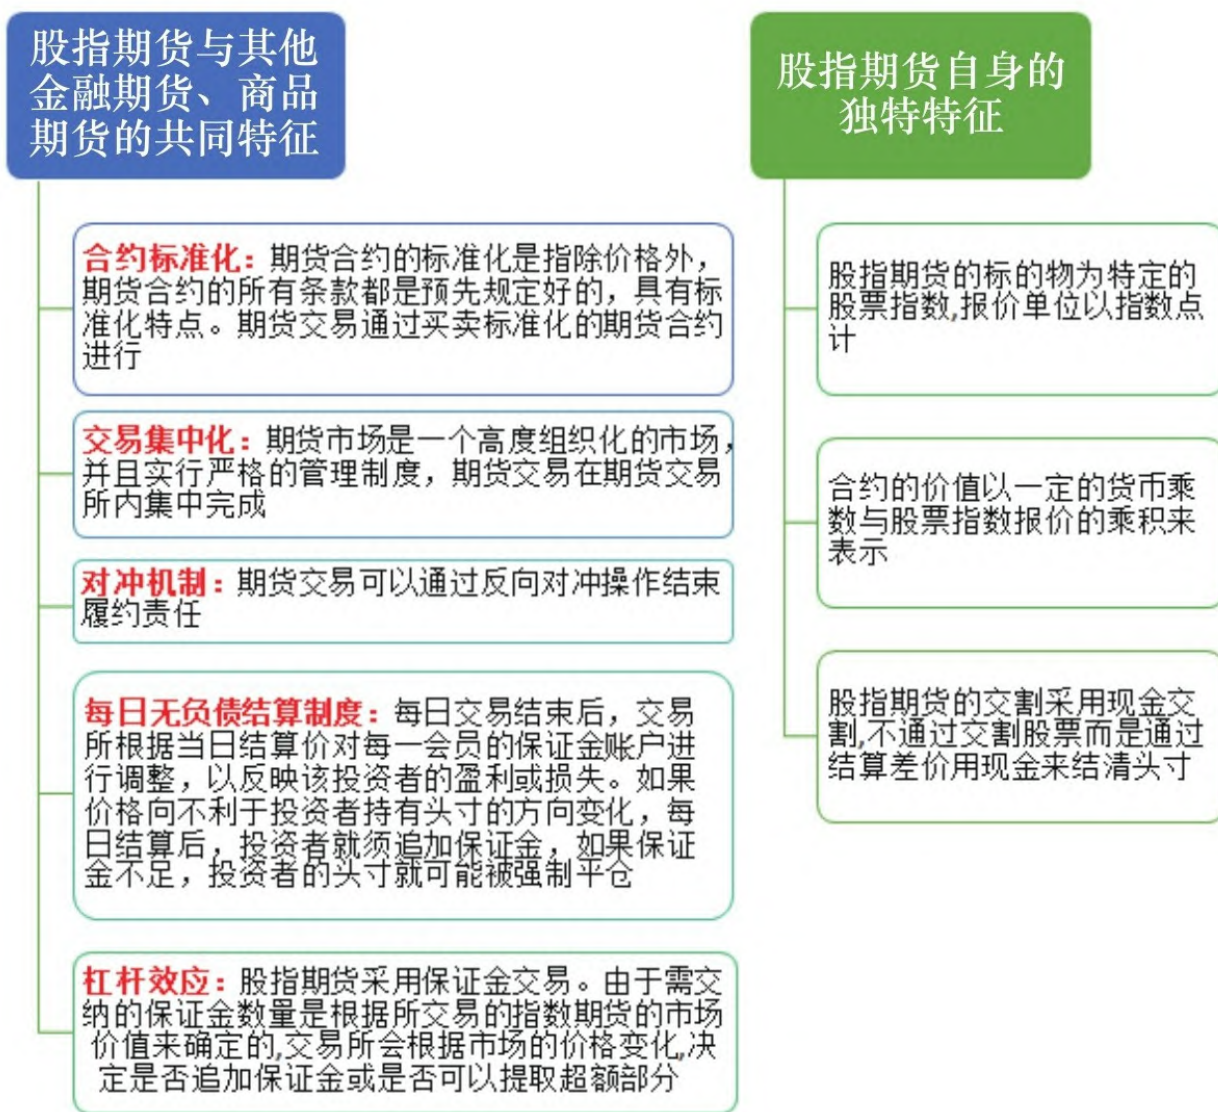 股指期货与其他
金融期货、商品
期货的共同特征
合约标准化：期货合约的标准化是指除价格外，
期货合约的所有条款都是预先规定好的，具有标
准化特点。期货交易通过买卖标准化的期货合约
进行
交易集中化：期货市场是一个高度组织化的市场，
并且实行严格的管理制度，期货交易在期货交易
所内集中完成
对冲机制：期货交易可以通过反向对冲操作结束
履约责任
每日无负债结算制度：每日交易结束后，交易
所根据当日结算价对每一会员的保证金账户进
行调整，以反映该投资者的盈利或损失。如果
价格向不利于投资者持有头寸的方向变化，每
日结算后，投资者就须追加保证金，如果保证
金不足，投资者的头寸就可能被强制平仓
杠杆效应：股指期货采用保证金交易。由于需交
纳的保证金数量是根据所交易的指数期货的市场
价值来确定的,交易所会根据市场的价格变化,决
定是否追加保证金或是否可以提取超额部分
股指期货自身的
独特特征
股指期货的标的物为特定的
股票指数,报价单位以指数点
计
合约的价值以一定的货币乘
数与股票指数报价的乘积来
表示
股指期货的交割采用现金交
割,不通过交割股票而是通过
结算差价用现金来结清头寸